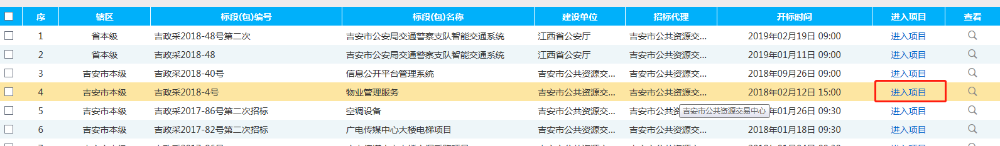 序 辖区 标段(包)编号 标段(包)名称 建设单位 招标代理 开标时间 进入项目 查看
1 省本级 吉政采2018-48号第二次 吉安市公安局交通警察支队智能交通系统 江西省公安厅 吉安市公共资源交... 2019年02月19日 09:00 进入项目
2 省本级 吉政采2018-48 吉安市公安局交通警察支队智能交通系统 江西省公安厅 吉安市公共资源交... 2019年01月11日 09:00 进入项目
3 吉安市本级 吉政采2018-40号 信息公开平台管理系统 吉安市公共资源交... 吉安市公共资源交... 2018年09月26日 09:00 进入项目
4 吉安市本级 吉政采2018-4号 物业管理服务 吉安市公共资源交... 吉安市公共资源交... 2018年02月12日 15:00 进入项目
5 吉安市本级 吉政采2017-86号第二次招标 空调设备 吉安市公共资源交... 吉安市公共资源交易中心 年01月26日 09:30 进入项目
6 吉安市本级 吉政采2017-82号第二次招标 广电传媒中心大楼电梯项目 吉安市公共资源交... 吉安市公共资源交... 2018年01月18日 09:30 进入项目